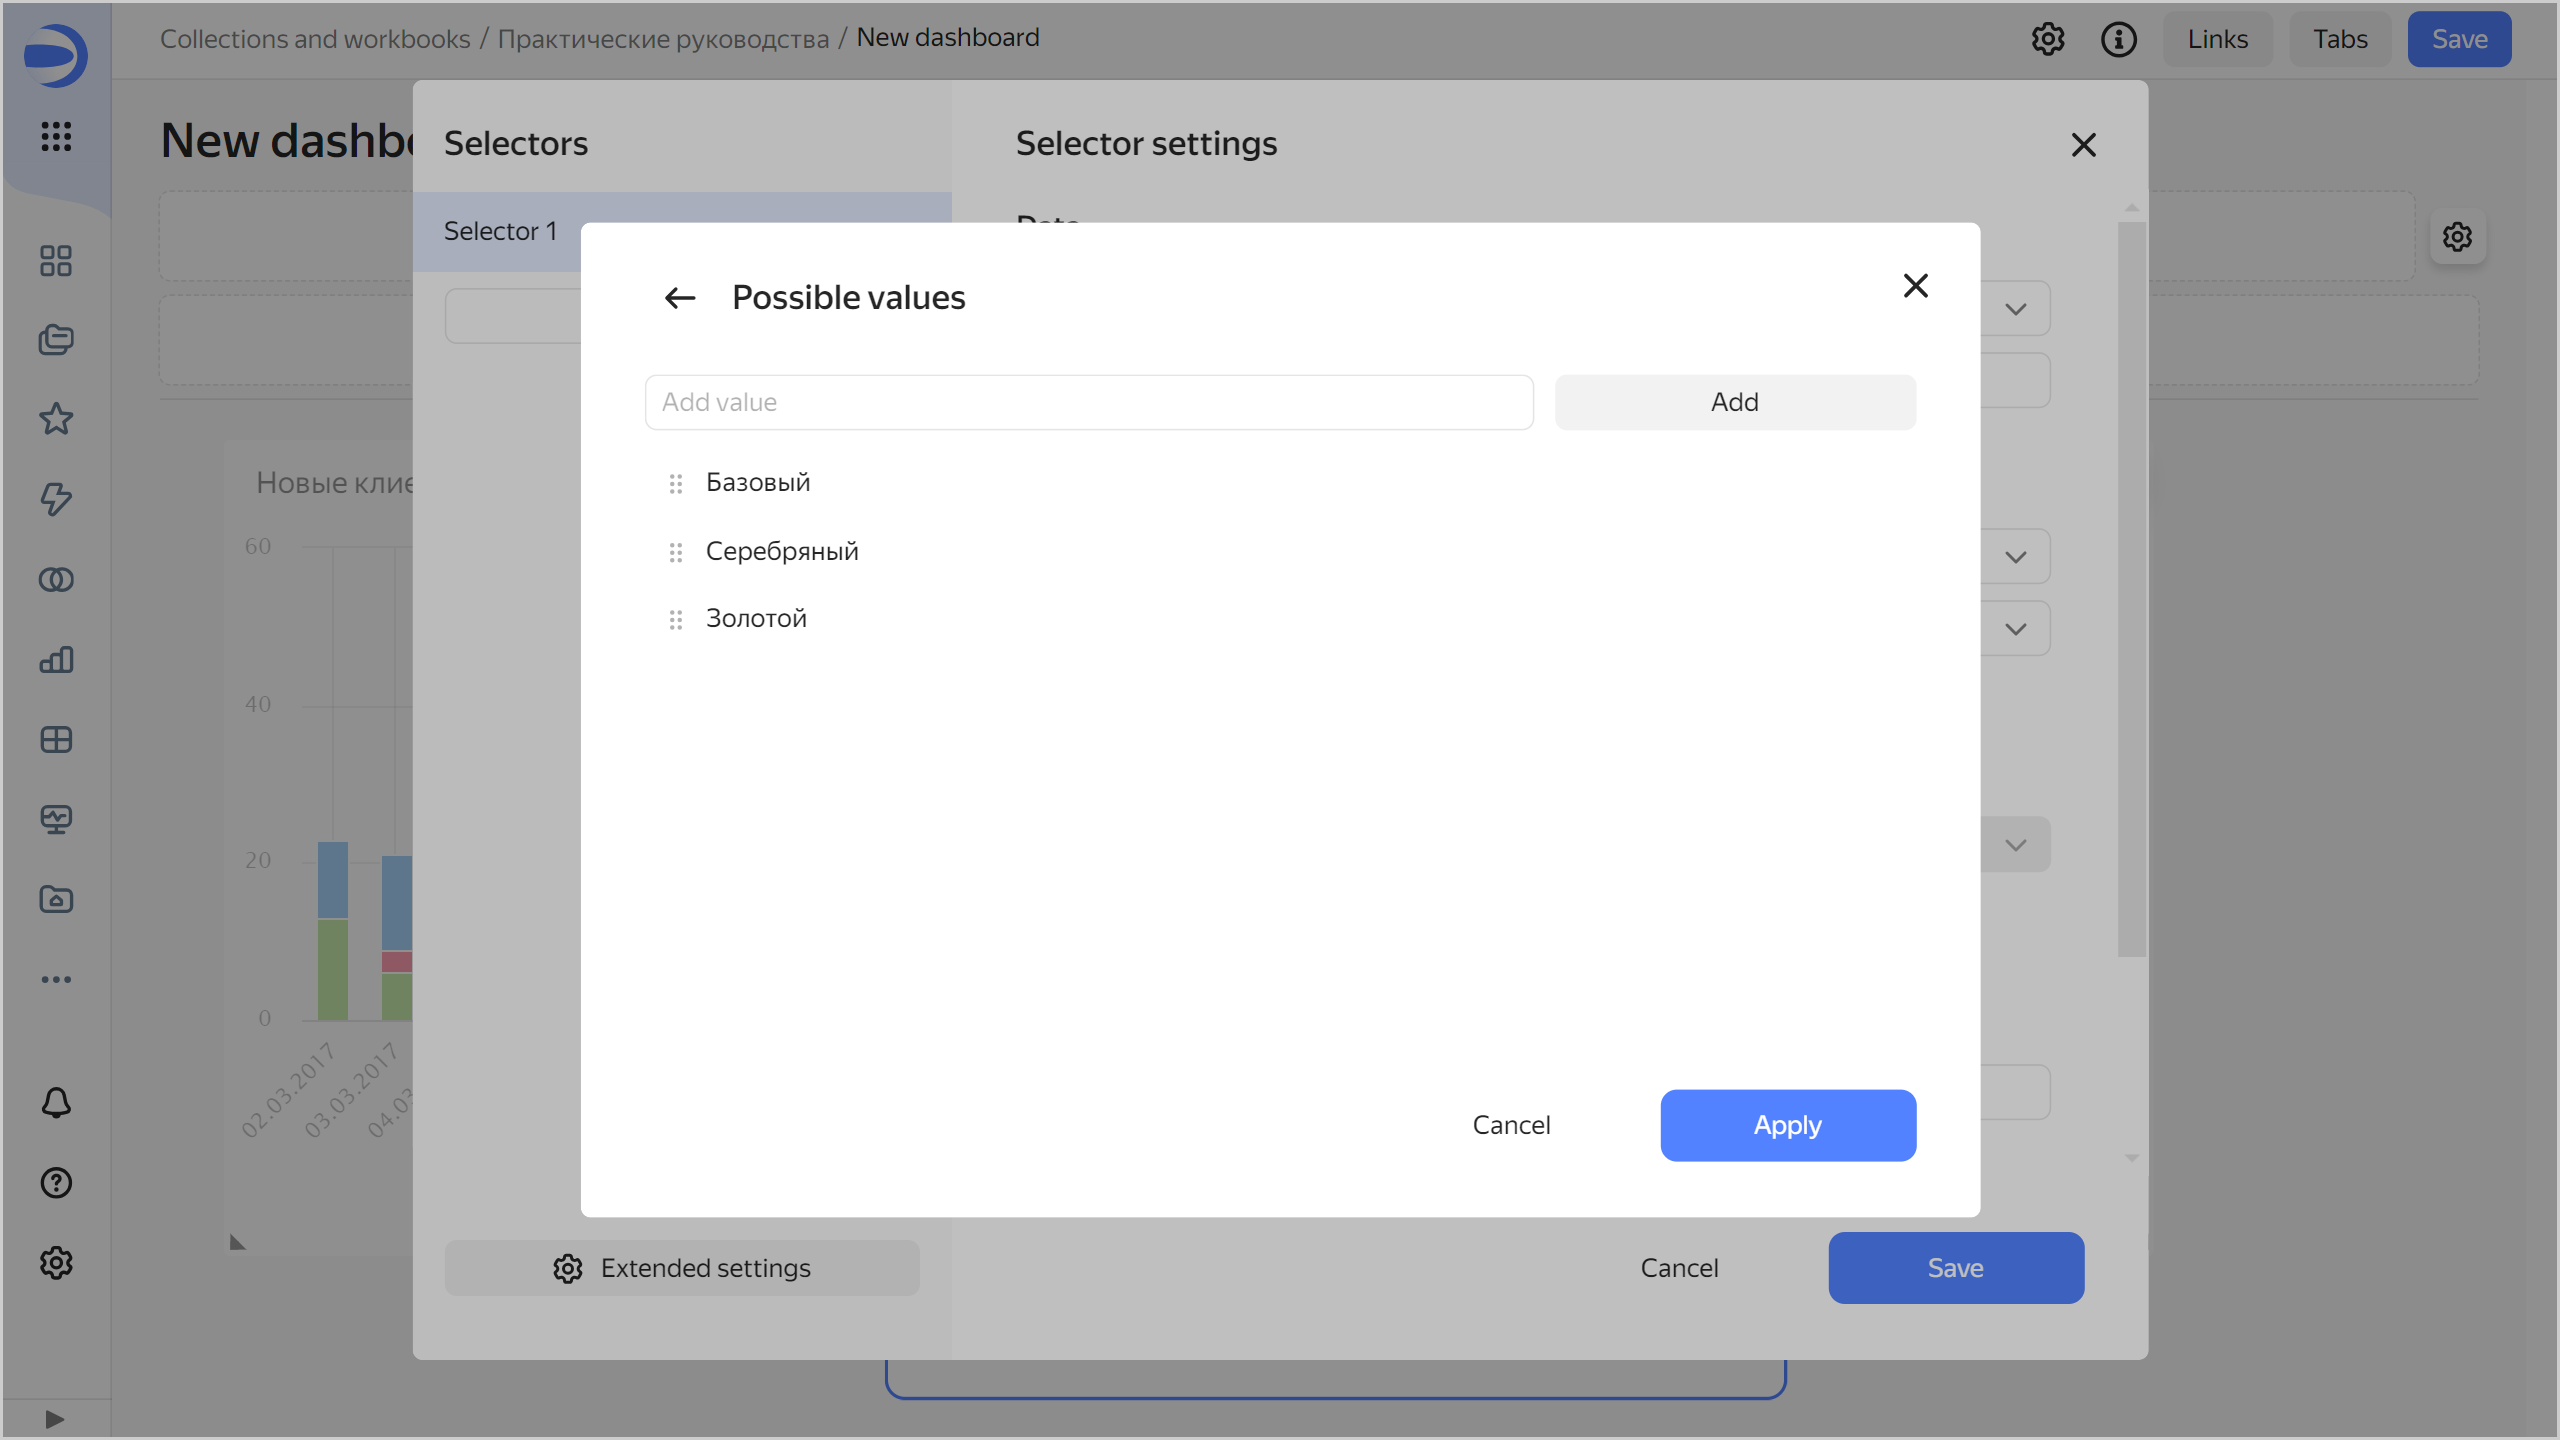 Collections and workbooks / Практические руководства / New dashboard
Links
Tabs
Save
New dashbo
Selectors
Selector settings
Selector 1
Possible values
Add value
Add
Базовый
Серебряный
Золотой
Cancel
Apply
Новые клие
60
40
20
0
02.03.2017
03.03.2017
04.03
Extended settings
Cancel
Save